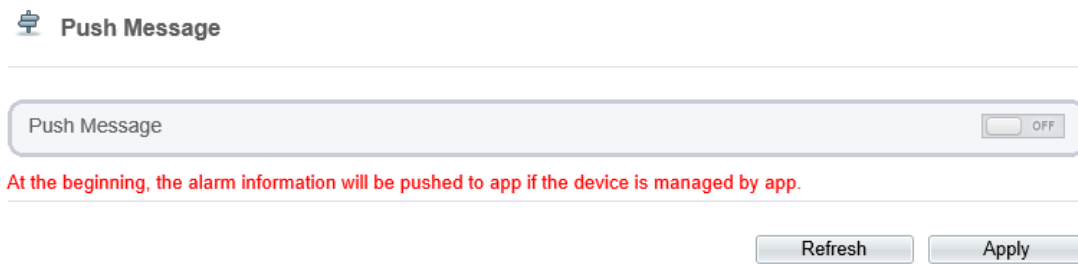 Push Message
Push Message OFF
At the beginning, the alarm information will be pushed to app if the device is managed by app.
Refresh Apply